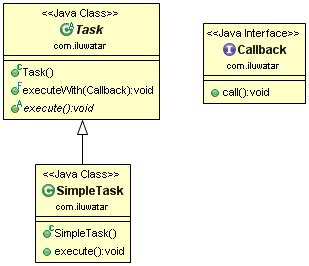 <<Java Class>>
Task
com.iluwatar
Task()
executeWith(Callback):void
execute():void
<<Java Interface>>
Callback
com.iluwatar
call():void
<<Java Class>>
SimpleTask
com.iluwatar
SimpleTask()
execute():void